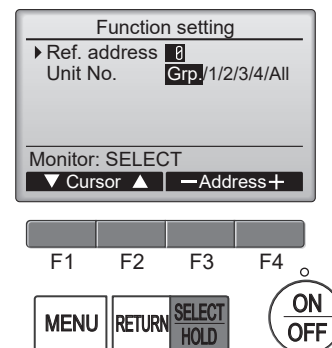 Function setting
Ref. address 0
Unit No. Grp./1/2/3/4/All
Monitor: SELECT
▼ Cursor ▲ −Address+
F1 F2 F3 F4
MENU RETURN SELECT HOLD ON OFF